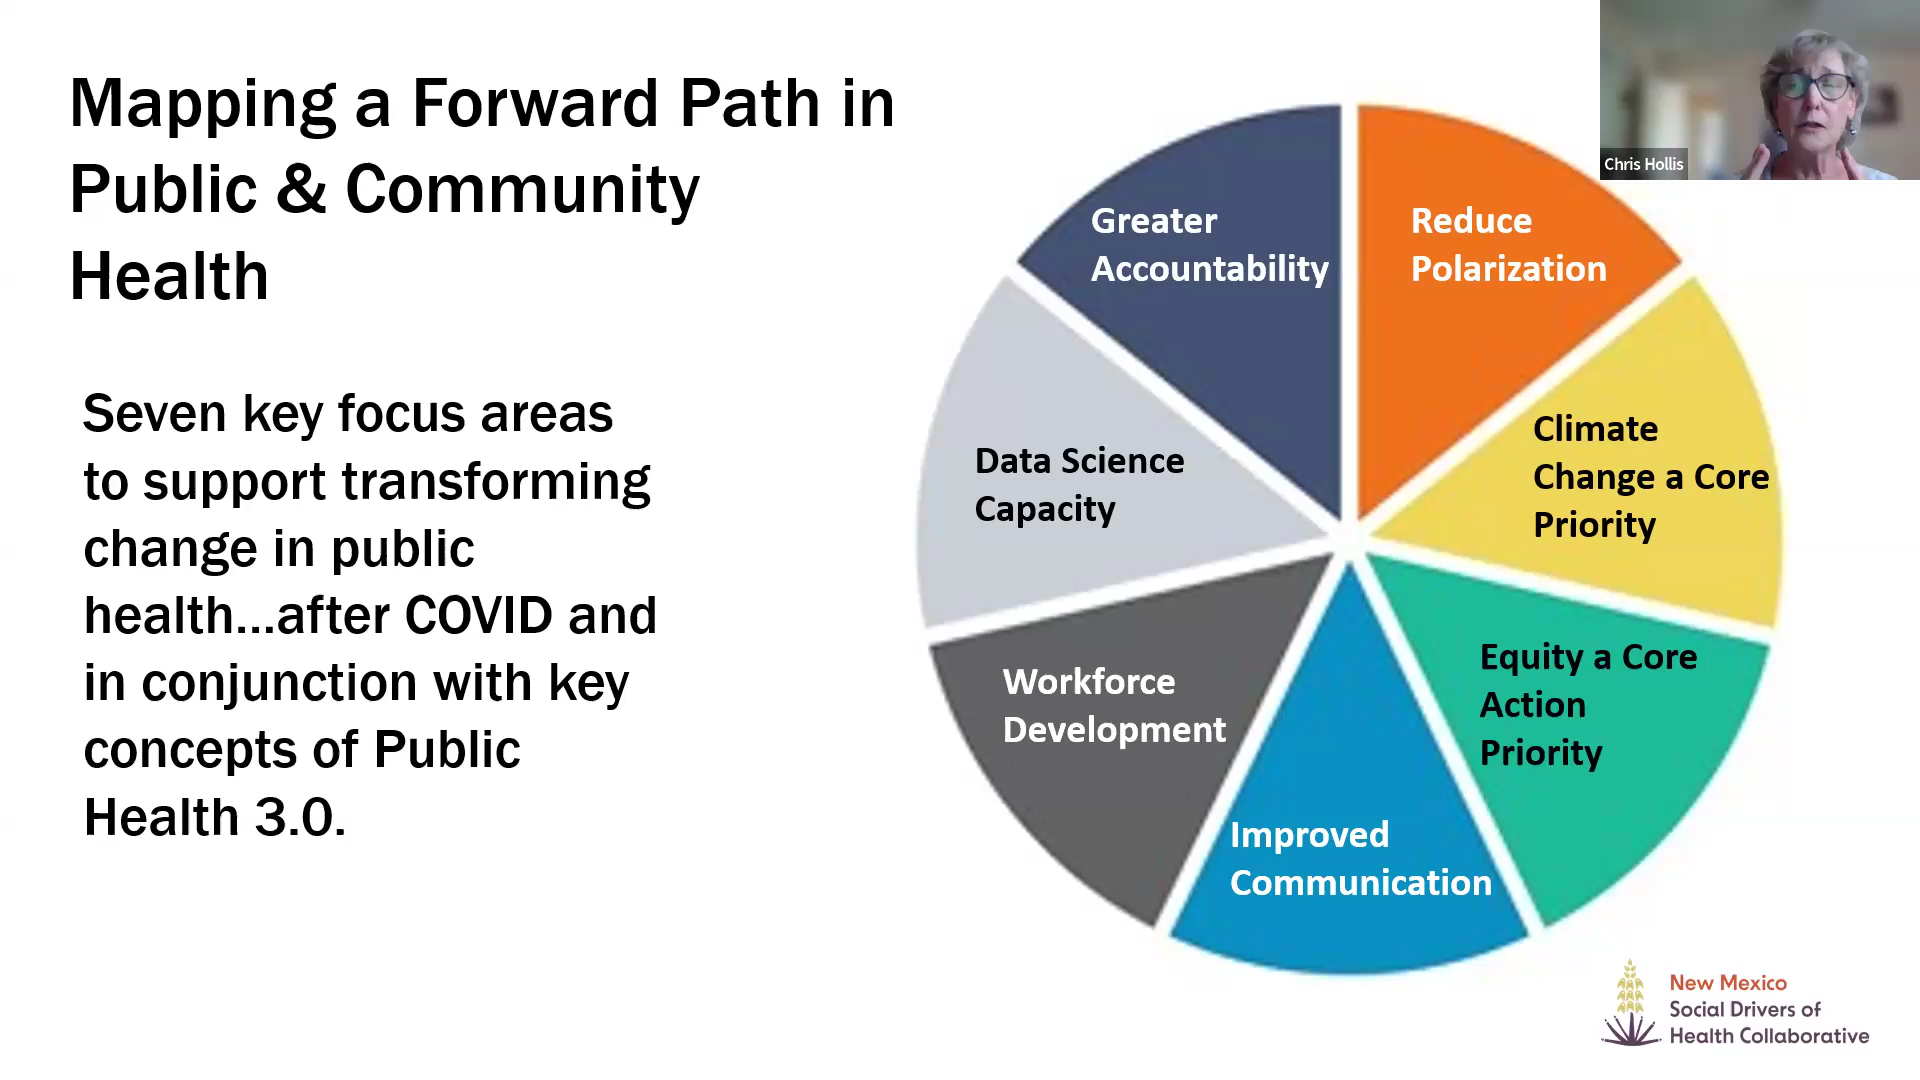 Mapping a Forward Path in
Public & Community
Health
Seven key focus areas
to support transforming
change in public
health...after COVID and
in conjunction with key
concepts of Public
Health 3.0.
Greater
Accountability
Reduce
Polarization
Climate
Change a Core
Priority
Equity a Core
Action
Priority
Improved
Communication
Workforce
Development
Data Science
Capacity
Chris Hollis
New Mexico
Social Drivers of
Health Collaborative